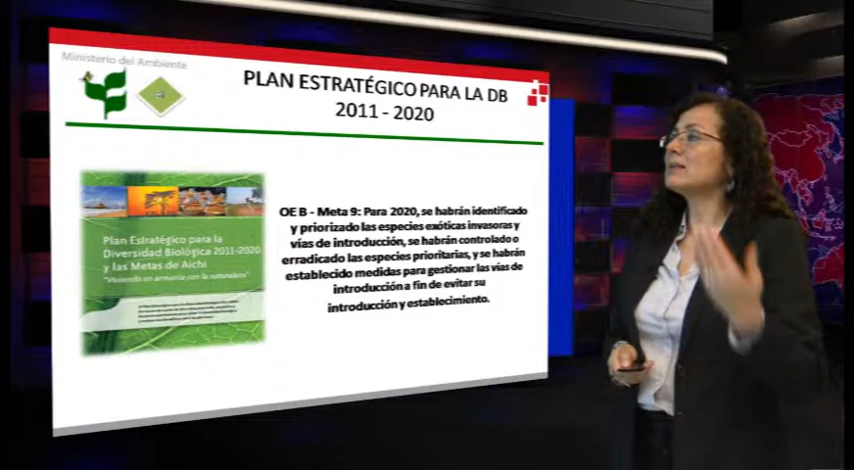 Ministerio del Ambiente
PLAN ESTRATÉGICO PARA LA DB
2011 - 2020
Plan Estratégico para la
Diversidad Biológica 2011-2020
y las Metas de Aichi
"Viviendo en armonía con la naturaleza"
OE B - Meta 9: Para 2020, se habrán identificado
y priorizado las especies exóticas invasoras y
vías de introducción, se habrán controlado o
erradicado las especies prioritarias, y se habrán
establecido medidas para gestionar las vías de
introducción a fin de evitar su
introducción y establecimiento.